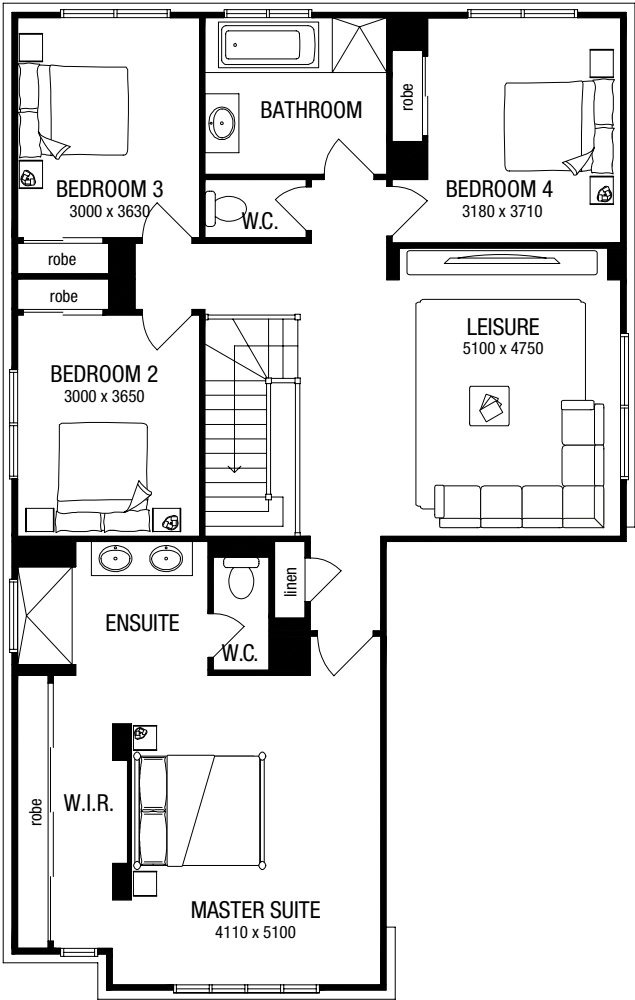 BATHROOM
robe
BEDROOM 3
3000 x 3630
W.C.
BEDROOM 4
3180 x 3710
robe
robe
LEISURE
5100 x 4750
BEDROOM 2
3000 x 3650
linen
ENSUITE
W.C.
robe
W.I.R.
MASTER SUITE
4110 x 5100